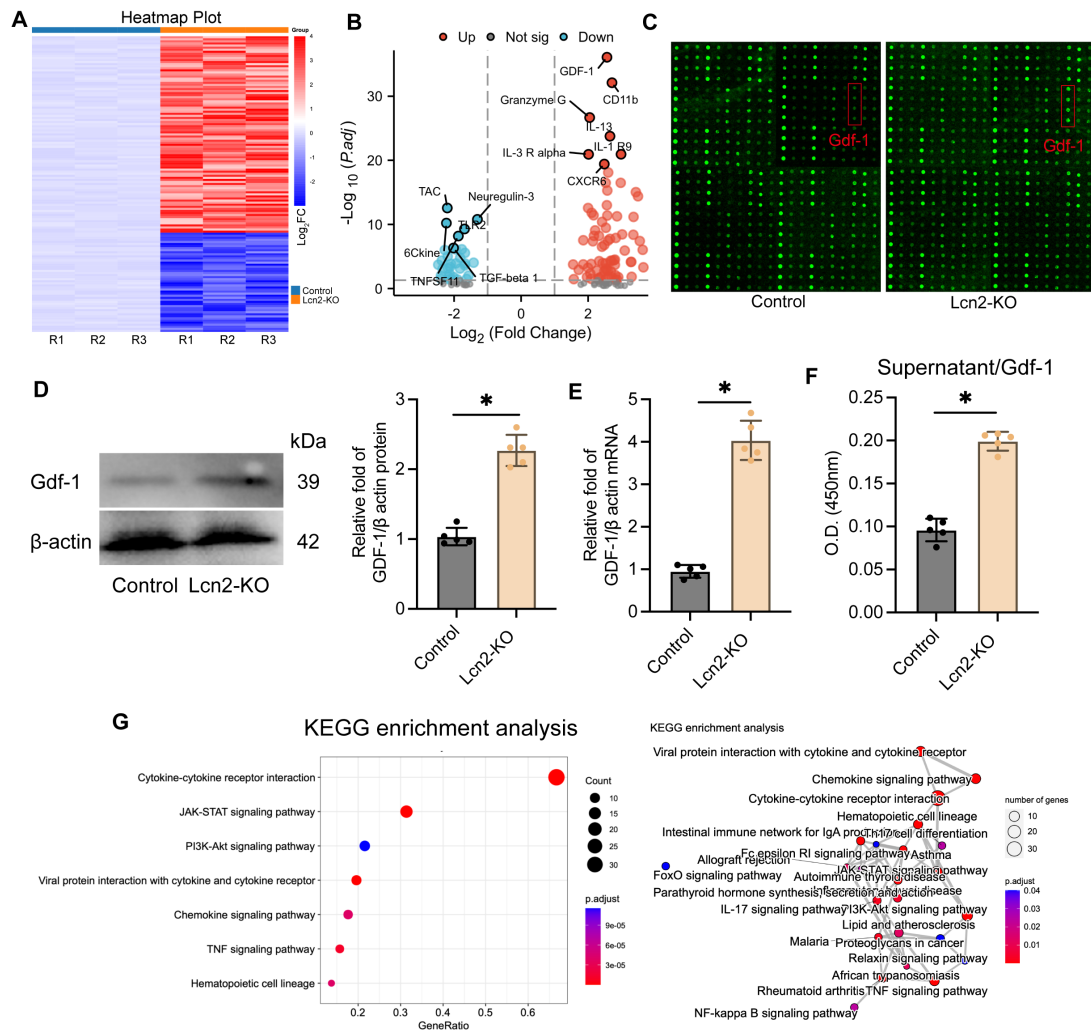 A
Heatmap Plot
Group
4
3
2
1
0
-1
-2
Log2FC
Control
Lcn2-KO
R1 R2 R3 R1 R2 R3
B
Up Not sig Down
-Log 10 (P.adj)
30
20
10
0
-2 0 2
Log2 (Fold Change)
GDF-1
CD11b
Granzyme G
IL-13
IL-3 R alpha
IL-1 R9
CXCR6
TAC
Neuregulin-3
TLR2
6Ckine
TNFSF11
TGF-beta 1
C
Gdf-1
Gdf-1
Control
Lcn2-KO
D
kDa
Gdf-1
39
β-actin
42
Control Lcn2-KO
Relative fold of
GDF-1/β actin protein
3
2
1
0
*
Control
Lcn2-KO
E
Relative fold of
GDF-1/β actin mRNA
5
4
3
2
1
0
*
Control
Lcn2-KO
F
Supernatant/Gdf-1
O.D. (450nm)
0.25
0.20
0.15
0.10
0.05
0.00
*
Control
Lcn2-KO
G
KEGG enrichment analysis
Cytokine-cytokine receptor interaction
JAK-STAT signaling pathway
PI3K-Akt signaling pathway
Viral protein interaction with cytokine and cytokine receptor
Chemokine signaling pathway
TNF signaling pathway
Hematopoietic cell lineage
0.2 0.3 0.4 0.5 0.6
GeneRatio
Count
10
15
20
25
30
p.adjust
9e-05
6e-05
3e-05
KEGG enrichment analysis
Viral protein interaction with cytokine and cytokine receptor
Chemokine signaling pathway
Cytokine-cytokine receptor interaction
Hematopoietic cell lineage
Intestinal immune network for IgA
Th17 cell differentiation
Fc epsilon RI signaling pathway
Asthma
Allograft rejection
JAK-STAT signaling pathway
FoxO signaling pathway
Autoimmune thyroid disease
Parathyroid hormone synthesis, secretion and action
disease
IL-17 signaling pathway
PI3K-Akt signaling pathway
Lipid and atherosclerosis
Malaria
Proteoglycans in cancer
Relaxin signaling pathway
African trypanosomiasis
Rheumatoid arthritis
TNF signaling pathway
NF-kappa B signaling pathway
number of genes
10
20
30
p.adjust
0.04
0.03
0.02
0.01